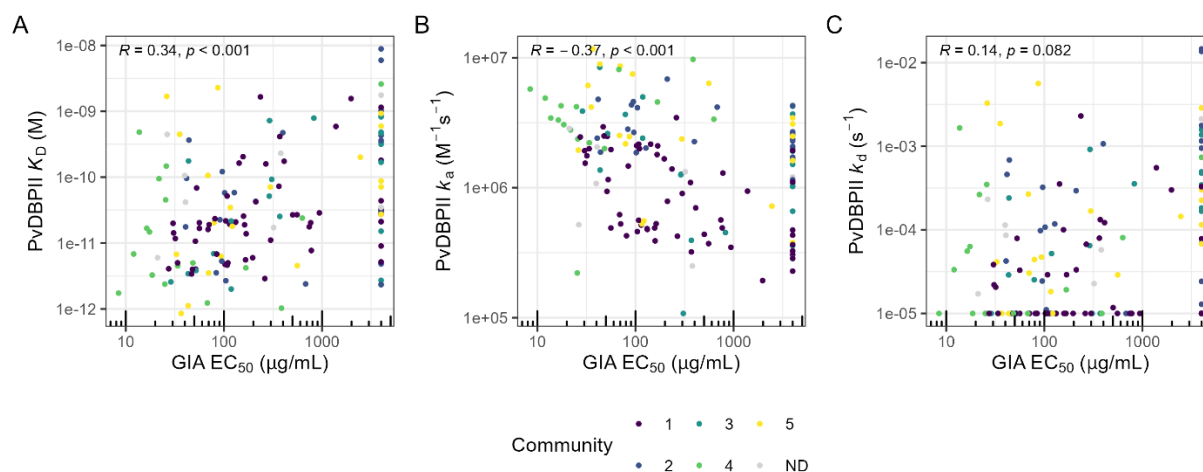 A
R = 0.34, p < 0.001
PvDBPII K_D (M)
1e-08
1e-09
1e-10
1e-11
1e-12
10
100
1000
GIA EC₅₀ (μg/mL)
B
R = −0.37, p < 0.001
PvDBPII kₐ (M⁻¹s⁻¹)
1e+07
1e+06
1e+05
10
100
1000
GIA EC₅₀ (μg/mL)
C
R = 0.14, p = 0.082
PvDBPII k_d (s⁻¹)
1e-02
1e-03
1e-04
1e-05
10
100
1000
GIA EC₅₀ (μg/mL)
Community
1 3 5
2 4 ND